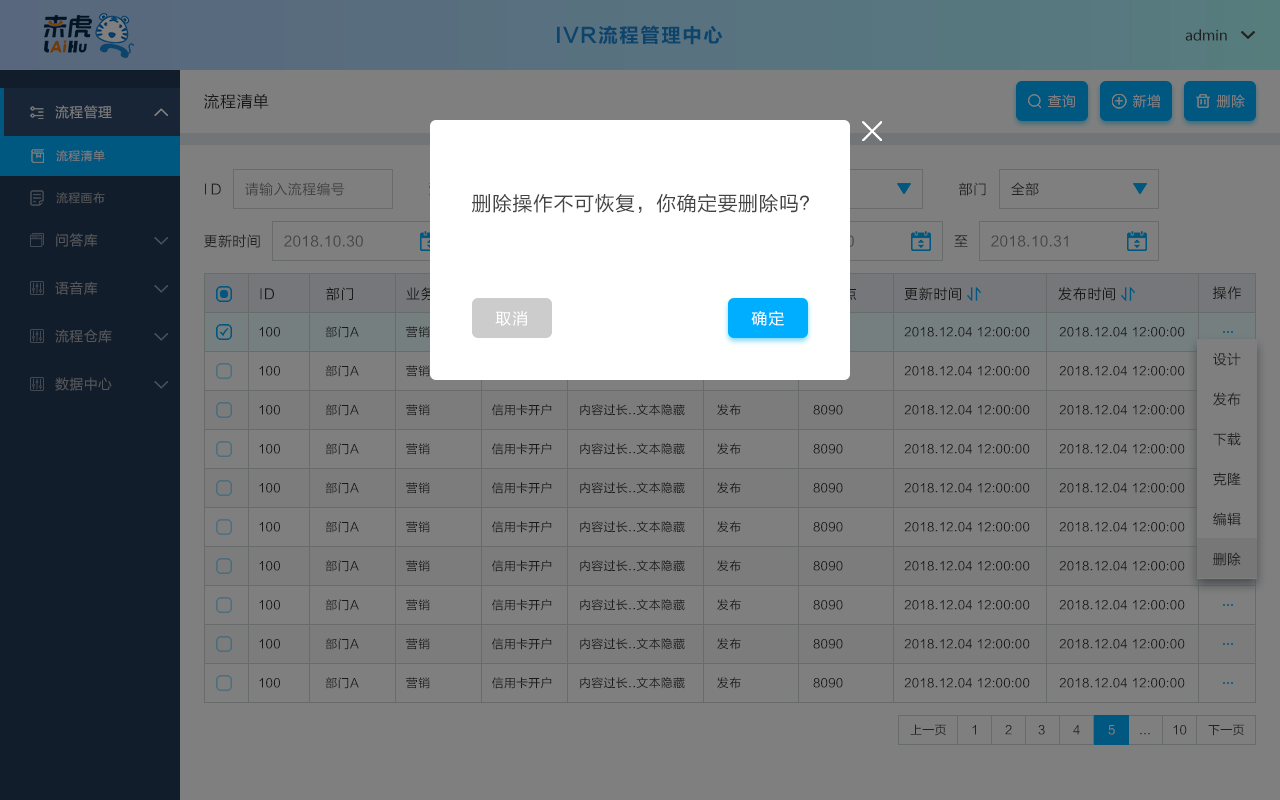 来虎
LAiHu
IVR流程管理中心
admin
流程管理
流程清单
流程画布
问答库
语音库
流程仓库
数据中心
流程清单
查询
新增
删除
ID 请输入流程编号
部门 全部
更新时间 2018.10.30
至 2018.10.31
删除操作不可恢复，你确定要删除吗?
取消
确定
ID 部门 业务 点 更新时间 发布时间 操作
100 部门A 营销 2018.12.04 12:00:00 2018.12.04 12:00:00 ...
100 部门A 营销 2018.12.04 12:00:00 2018.12.04 12:00:00
100 部门A 营销 信用卡开户 内容过长..文本隐藏 发布 8090 2018.12.04 12:00:00 2018.12.04 12:00:00
100 部门A 营销 信用卡开户 内容过长..文本隐藏 发布 8090 2018.12.04 12:00:00 2018.12.04 12:00:00
100 部门A 营销 信用卡开户 内容过长..文本隐藏 发布 8090 2018.12.04 12:00:00 2018.12.04 12:00:00
100 部门A 营销 信用卡开户 内容过长..文本隐藏 发布 8090 2018.12.04 12:00:00 2018.12.04 12:00:00
100 部门A 营销 信用卡开户 内容过长..文本隐藏 发布 8090 2018.12.04 12:00:00 2018.12.04 12:00:00
100 部门A 营销 信用卡开户 内容过长..文本隐藏 发布 8090 2018.12.04 12:00:00 2018.12.04 12:00:00 ...
100 部门A 营销 信用卡开户 内容过长..文本隐藏 发布 8090 2018.12.04 12:00:00 2018.12.04 12:00:00 ...
100 部门A 营销 信用卡开户 内容过长..文本隐藏 发布 8090 2018.12.04 12:00:00 2018.12.04 12:00:00 ...
设计
发布
下载
克隆
编辑
删除
上一页 1 2 3 4 5 ... 10 下一页